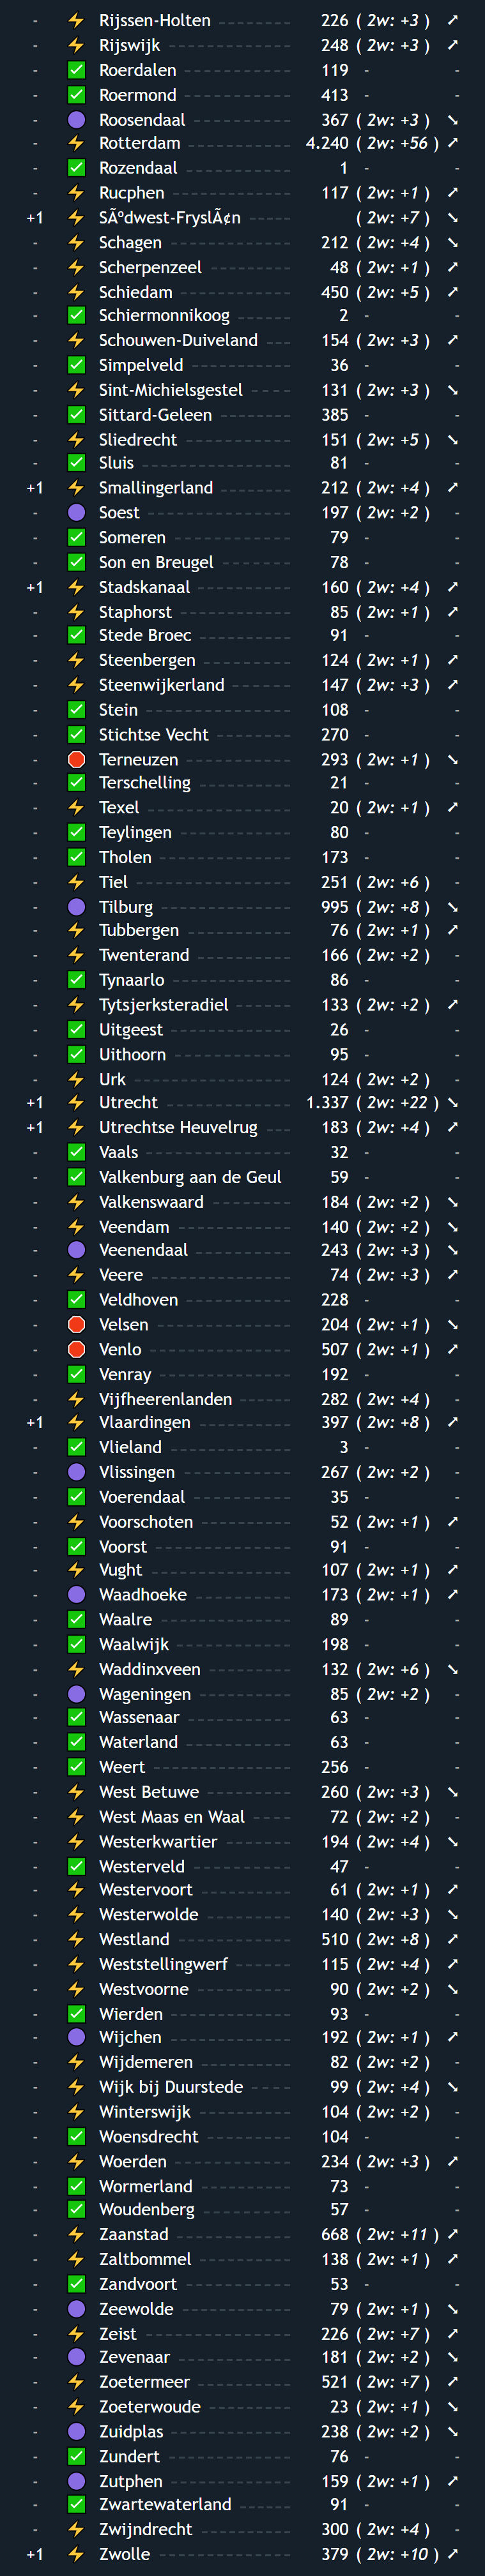 - ⚡ Rijssen-Holten 226 ( 2w: +3 ) ➚
- ⚡ Rijswijk 248 ( 2w: +3 ) ➚
- ✅ Roerdalen 119 - -
- ✅ Roermond 413 - -
- 🟣 Roosendaal 367 ( 2w: +3 ) ➘
- ⚡ Rotterdam 4.240 ( 2w: +56 ) ➚
- ✅ Rozendaal 1 - -
- ⚡ Rucphen 117 ( 2w: +1 ) ➚
+1 ⚡ SÃºdwest-FryslÃ¢n ( 2w: +7 ) ➘
- ⚡ Schagen 212 ( 2w: +4 ) ➘
- ⚡ Scherpenzeel 48 ( 2w: +1 ) ➚
- ⚡ Schiedam 450 ( 2w: +5 ) ➚
- ✅ Schiermonnikoog 2 - -
- ⚡ Schouwen-Duiveland 154 ( 2w: +3 ) ➚
- ✅ Simpelveld 36 - -
- ⚡ Sint-Michielsgestel 131 ( 2w: +3 ) ➘
- ✅ Sittard-Geleen 385 - -
- ⚡ Sliedrecht 151 ( 2w: +5 ) ➘
- ✅ Sluis 81 - -
+1 ⚡ Smallingerland 212 ( 2w: +4 ) ➚
- 🟣 Soest 197 ( 2w: +2 ) -
- ✅ Someren 79 - -
- ✅ Son en Breugel 78 - -
+1 ⚡ Stadskanaal 160 ( 2w: +4 ) ➚
- ⚡ Staphorst 85 ( 2w: +1 ) ➚
- ✅ Stede Broec 91 - -
- ⚡ Steenbergen 124 ( 2w: +1 ) ➚
- ⚡ Steenwijkerland 147 ( 2w: +3 ) ➚
- ✅ Stein 108 - -
- ✅ Stichtse Vecht 270 - -
- 🛑 Terneuzen 293 ( 2w: +1 ) ➘
- ✅ Terschelling 21 - -
- ⚡ Texel 20 ( 2w: +1 ) ➚
- ✅ Teylingen 80 - -
- ✅ Tholen 173 - -
- ⚡ Tiel 251 ( 2w: +6 ) -
- 🟣 Tilburg 995 ( 2w: +8 ) ➘
- ⚡ Tubbergen 76 ( 2w: +1 ) ➚
- ⚡ Twenterand 166 ( 2w: +2 ) -
- ✅ Tynaarlo 86 - -
- ⚡ Tytsjerksteradiel 133 ( 2w: +2 ) ➚
- ✅ Uitgeest 26 - -
- ✅ Uithoorn 95 - -
- ⚡ Urk 124 ( 2w: +2 ) -
+1 ⚡ Utrecht 1.337 ( 2w: +22 ) ➘
+1 ⚡ Utrechtse Heuvelrug 183 ( 2w: +4 ) ➚
- ✅ Vaals 32 - -
- ✅ Valkenburg aan de Geul 59 - -
- ⚡ Valkenswaard 184 ( 2w: +2 ) ➘
- ⚡ Veendam 140 ( 2w: +2 ) ➘
- 🟣 Veenendaal 243 ( 2w: +3 ) ➘
- ⚡ Veere 74 ( 2w: +3 ) ➚
- ✅ Veldhoven 228 - -
- 🛑 Velsen 204 ( 2w: +1 ) ➘
- 🛑 Venlo 507 ( 2w: +1 ) ➚
- ✅ Venray 192 - -
- ⚡ Vijfheerenlanden 282 ( 2w: +4 ) -
+1 ⚡ Vlaardingen 397 ( 2w: +8 ) ➚
- ✅ Vlieland 3 - -
- 🟣 Vlissingen 267 ( 2w: +2 ) -
- ✅ Voerendaal 35 - -
- ⚡ Voorschoten 52 ( 2w: +1 ) ➚
- ✅ Voorst 91 - -
- ⚡ Vught 107 ( 2w: +1 ) ➚
- 🟣 Waadhoeke 173 ( 2w: +1 ) ➚
- ✅ Waalre 89 - -
- ✅ Waalwijk 198 - -
- ⚡ Waddinxveen 132 ( 2w: +6 ) ➘
- 🟣 Wageningen 85 ( 2w: +2 ) -
- ✅ Wassenaar 63 - -
- ✅ Waterland 63 - -
- ✅ Weert 256 - -
- ⚡ West Betuwe 260 ( 2w: +3 ) ➘
- ⚡ West Maas en Waal 72 ( 2w: +2 ) -
- ⚡ Westerkwartier 194 ( 2w: +4 ) ➘
- ✅ Westerveld 47 - -
- ⚡ Westervoort 61 ( 2w: +1 ) ➚
- ⚡ Westerwolde 140 ( 2w: +3 ) ➘
- ⚡ Westland 510 ( 2w: +8 ) ➚
- ⚡ Weststellingwerf 115 ( 2w: +4 ) ➚
- ⚡ Westvoorne 90 ( 2w: +2 ) ➘
- ✅ Wierden 93 - -
- 🟣 Wijchen 192 ( 2w: +1 ) ➚
- ⚡ Wijdemeren 82 ( 2w: +2 ) -
- ⚡ Wijk bij Duurstede 99 ( 2w: +4 ) ➘
- ⚡ Winterswijk 104 ( 2w: +2 ) -
- ✅ Woensdrecht 104 - -
- ⚡ Woerden 234 ( 2w: +3 ) ➚
- ✅ Wormerland 73 - -
- ✅ Woudenberg 57 - -
- ⚡ Zaanstad 668 ( 2w: +11 ) ➚
- ⚡ Zaltbommel 138 ( 2w: +1 ) ➚
- ✅ Zandvoort 53 - -
- 🟣 Zeewolde 79 ( 2w: +1 ) ➘
- ⚡ Zeist 226 ( 2w: +7 ) ➚
- 🟣 Zevenaar 181 ( 2w: +2 ) ➘
- ⚡ Zoetermeer 521 ( 2w: +7 ) ➚
- ⚡ Zoeterwoude 23 ( 2w: +1 ) ➘
- 🟣 Zuidplas 238 ( 2w: +2 ) ➘
- ✅ Zundert 76 - -
- 🟣 Zutphen 159 ( 2w: +1 ) ➚
- ✅ Zwartewaterland 91 - -
- ⚡ Zwijndrecht 300 ( 2w: +4 ) -
+1 ⚡ Zwolle 379 ( 2w: +10 ) ➚